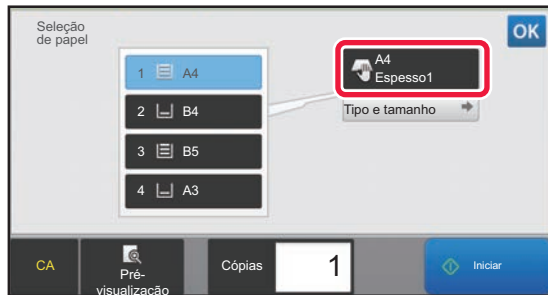 Seleção
de papel
OK
1 A4
2 B4
3 B5
4 A3
A4
Espesso1
Tipo e tamanho
CA
Pré-
visualização
Cópias
1
Iniciar